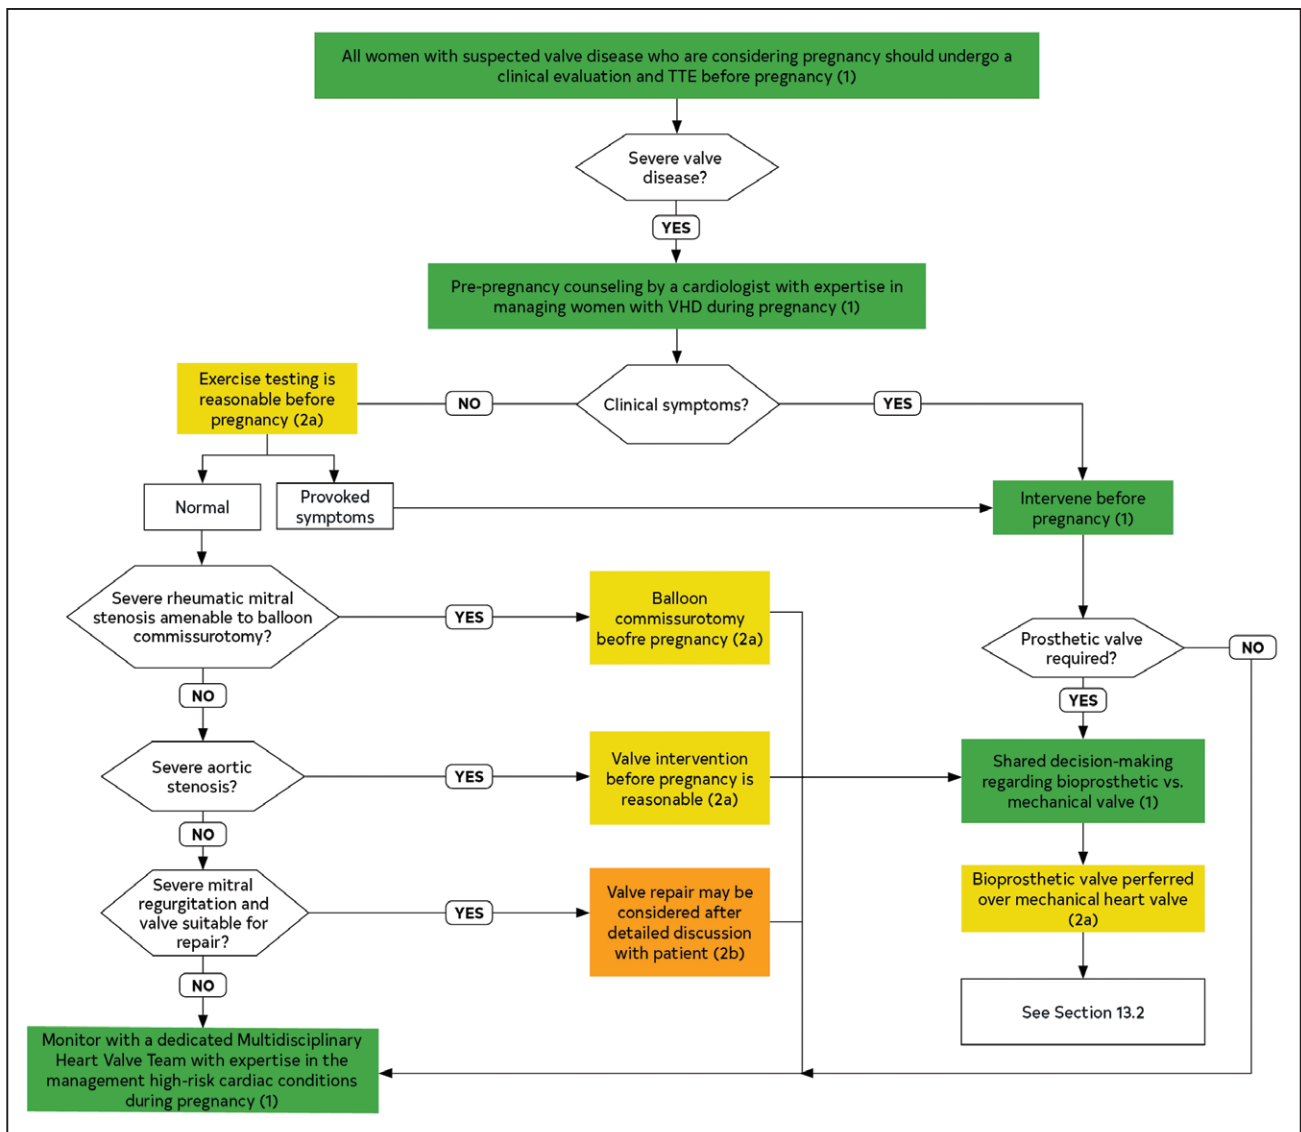 All women with suspected valve disease who are considering pregnancy should undergo a
clinical evaluation and TTE before pregnancy (1)
Severe valve
disease?
YES
Pre-pregnancy counseling by a cardiologist with expertise in
managing women with VHD during pregnancy (1)
Exercise testing is
reasonable before
pregnancy (2a)
NO
Clinical symptoms?
YES
Normal
Provoked
symptoms
Intervene before
pregnancy (1)
Severe rheumatic mitral
stenosis amenable to balloon
commissurotomy?
YES
Balloon
commissurotomy
beofre pregnancy (2a)
Prosthetic valve
required?
NO
NO
YES
Severe aortic
stenosis?
YES
Valve intervention
before pregnancy is
reasonable (2a)
Shared decision-making
regarding bioprosthetic vs.
mechanical valve (1)
NO
Severe mitral
regurgitation and
valve suitable for
repair?
YES
Valve repair may be
considered after
detailed discussion
with patient (2b)
Bioprosthetic valve perferred
over mechanical heart valve
(2a)
NO
See Section 13.2
Monitor with a dedicated Multidisciplinary
Heart Valve Team with expertise in the
management high-risk cardiac conditions
during pregnancy (1)